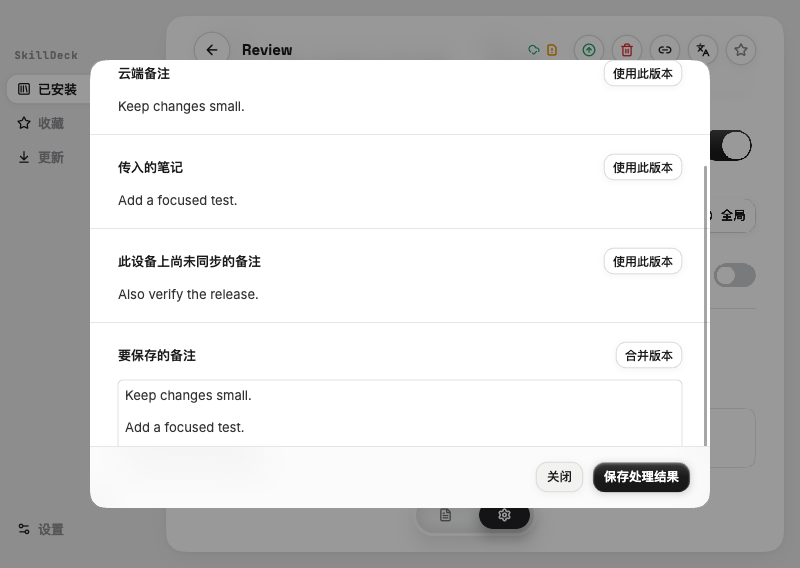 SkillDeck
Review
已安装
收藏
更新
设置
云端备注
使用此版本
Keep changes small.
传入的笔记
使用此版本
Add a focused test.
此设备上尚未同步的备注
使用此版本
Also verify the release.
要保存的备注
合并版本
Keep changes small.
Add a focused test.
关闭
保存处理结果
全局